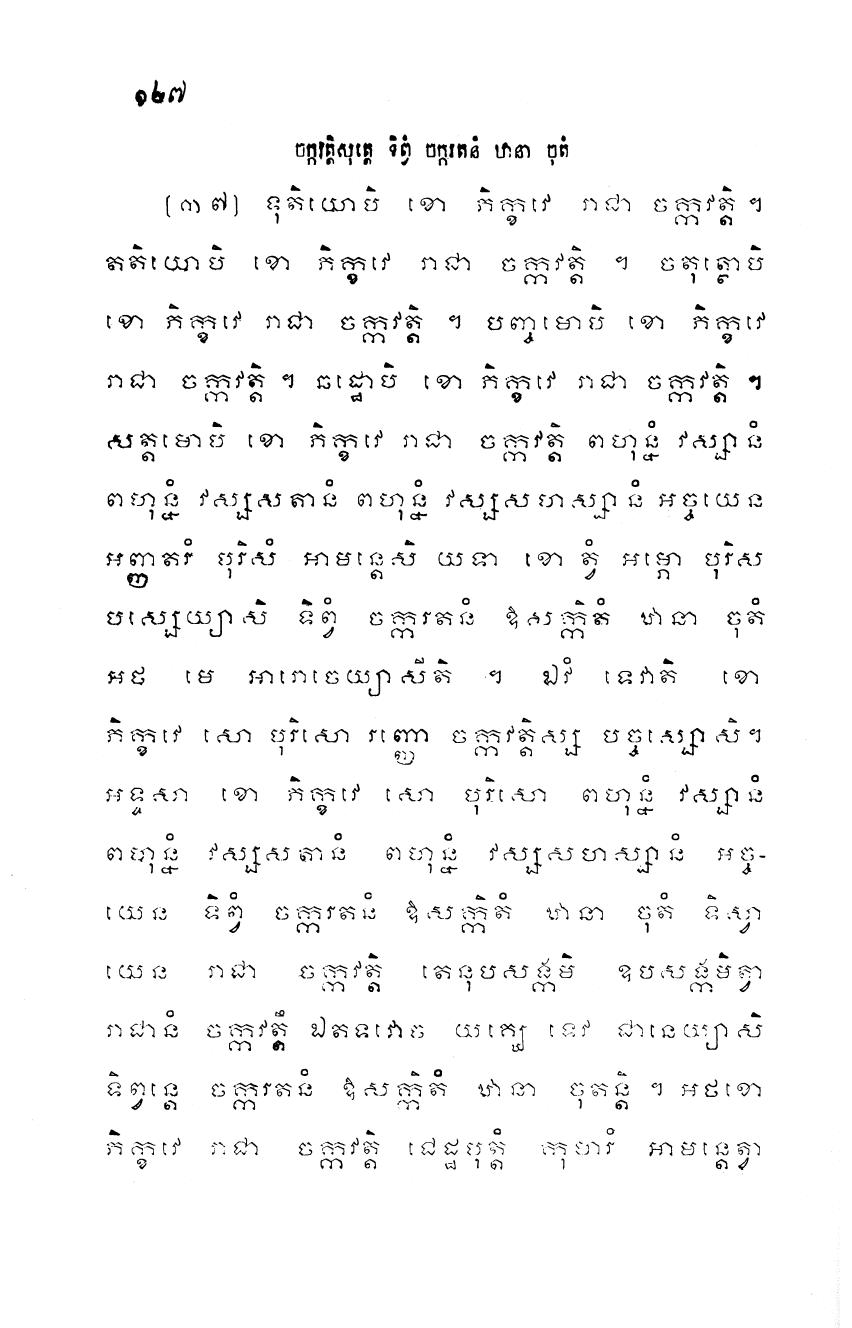 ១២៧
ចក្កវត្តិសុត្តេ ទិព្វំ ចក្ករតនំ ឋានា ចុតំ
[៣៧] ទុតិយោបិ ខោ ភិក្ខវេ រាជា ចក្កវត្តិ ។
តតិយោបិ ខោ ភិក្ខវេ រាជា ចក្កវត្តិ ។ ចតុត្ថោបិ
ខោ ភិក្ខវេ រាជា ចក្កវត្តិ ។ បញ្ចមោបិ ខោ ភិក្ខវេ
រាជា ចក្កវត្តិ ។ ឆដ្ឋោបិ ខោ ភិក្ខវេ រាជា ចក្កវត្តិ ។
សត្តមោបិ ខោ ភិក្ខវេ រាជា ចក្កវត្តិ ពហុន្នំ វស្សានំ
ពហុន្នំ វស្សសតានំ ពហុន្នំ វស្សសហស្សានំ អច្ចយេន
អញ្ញតរំ បុរិសំ អាមន្តេសិ យទា ខោ ត្វំ អម្ភោ បុរិស
បស្សេយ្យាសិ ទិព្វំ ចក្ករតនំ ឱសក្កិតំ ឋានា ចុតំ
អថ មេ អារោចេយ្យាសីតិ ។ ឯវំ ទេវាតិ ខោ
ភិក្ខវេ សោ បុរិសោ រញ្ញោ ចក្កវត្តិស្ស បច្ចស្សោសិ។
អទ្ទសា ខោ ភិក្ខវេ សោ បុរិសោ ពហុន្នំ វស្សានំ
ពហុន្នំ វស្សសតានំ ពហុន្នំ វស្សសហស្សានំ អច្ច-
យេន ទិព្វំ ចក្ករតនំ ឱសក្កិតំ ឋានា ចុតំ ទិស្វា
យេន រាជា ចក្កវត្តិ តេនុបសង្កមិ ឧបសង្កមិត្វា
រាជានំ ចក្កវត្តឹ ឯតទវោច យគ្ឃេ ទេវ ជានេយ្យាសិ
ទិព្វន្តេ ចក្ករតនំ ឱសក្កិតំ ឋានា ចុតន្តិ ។ អថខោ
ភិក្ខវេ រាជា ចក្កវត្តិ ជេដ្ឋបុត្តំ កុមារំ អាមន្តេត្វា